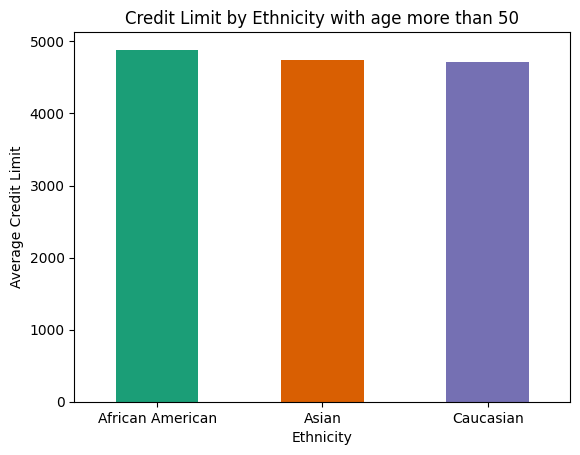 Credit Limit by Ethnicity with age more than 50
5000
4000
3000
2000
1000
0
Average Credit Limit
African American
Asian
Caucasian
Ethnicity